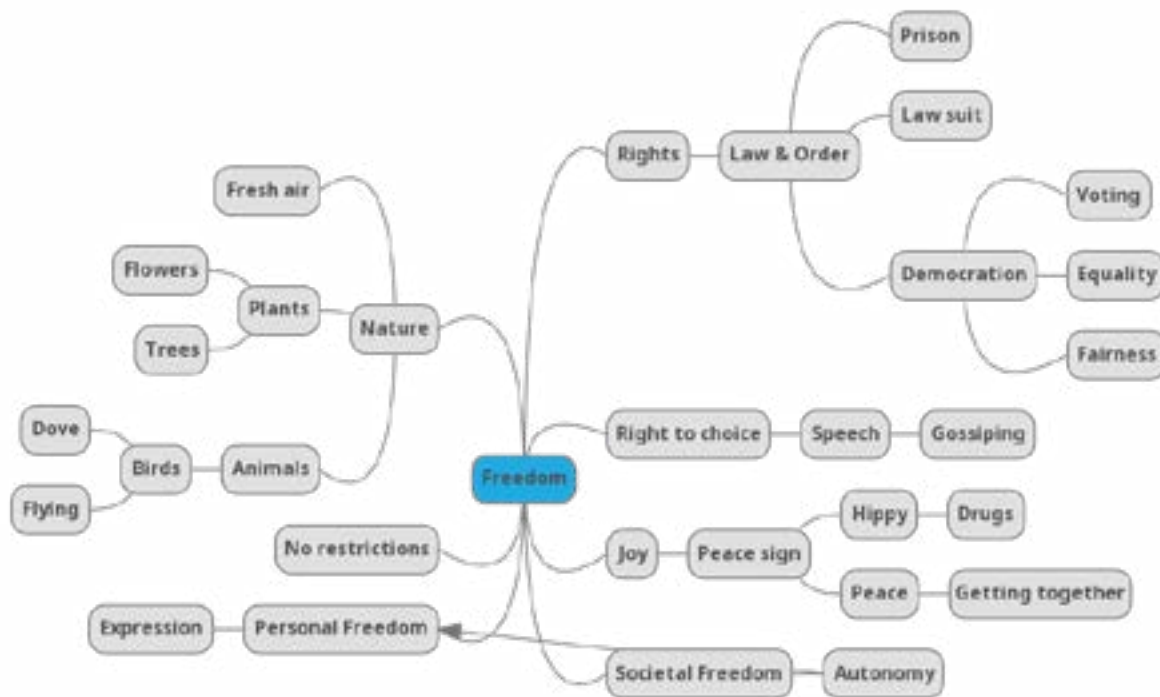 Prison
Law suit
Rights
Law & Order
Fresh air
Voting
Flowers
Democration
Equality
Plants
Nature
Trees
Fairness
Dove
Right to choice
Speech
Gossiping
Birds
Animals
Freedom
Flying
Hippy
Drugs
No restrictions
Joy
Peace sign
Peace
Getting together
Expression
Personal Freedom
Societal Freedom
Autonomy